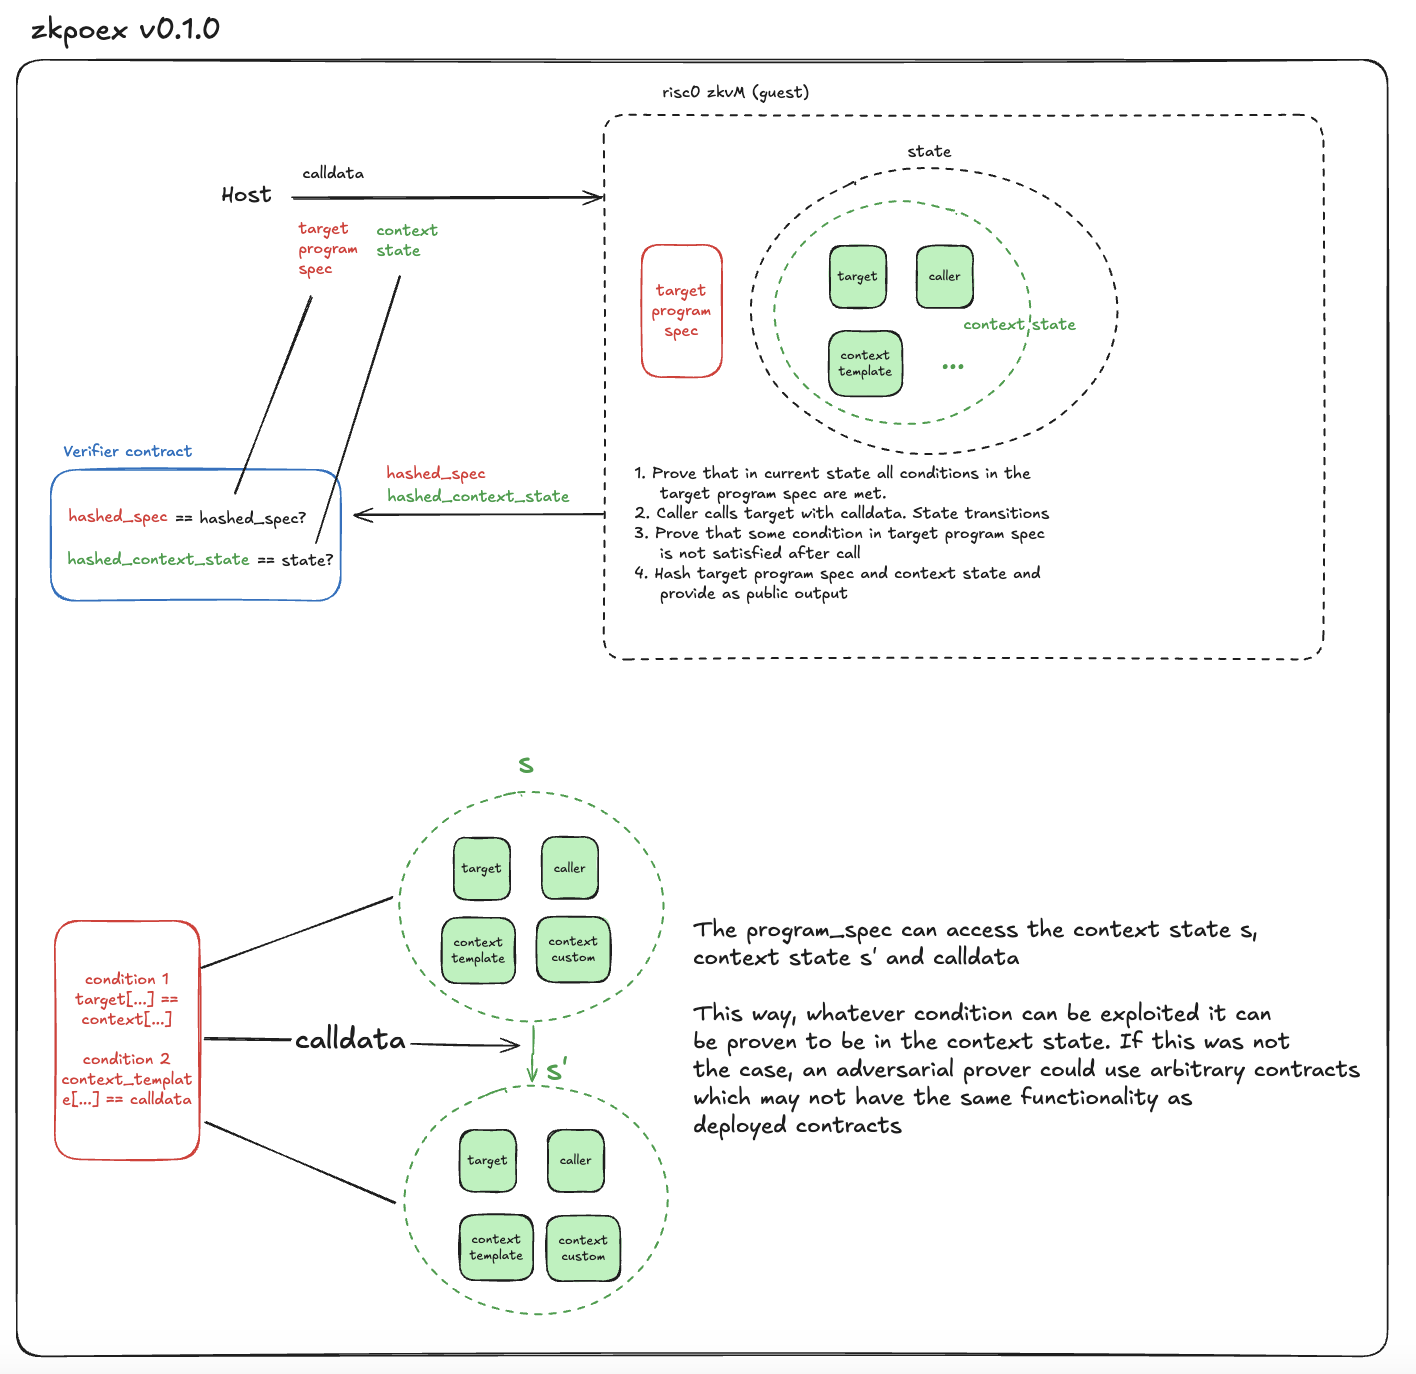 zkpoex v0.1.0
risc0 zkvM (guest)
state
calldata
Host
target
program
spec
context
state
target
program
spec
target
caller
context state
context
template
...
Verifier contract
hashed_spec == hashed_spec?
hashed_context_state == state?
hashed_spec
hashed_context_state
1. Prove that in current state all conditions in the
target program spec are met.
2. Caller calls target with calldata. State transitions
3. Prove that some condition in target program spec
is not satisfied after call
4. Hash target program spec and context state and
provide as public output
s
target
caller
context
template
context
custom
condition 1
target[...] ==
context[...]
condition 2
context_templat
e[...] == calldata
calldata
s'
target
caller
context
template
context
custom
The program_spec can access the context state s,
context state s' and calldata
This way, whatever condition can be exploited it can
be proven to be in the context state. If this was not
the case, an adversarial prover could use arbitrary contracts
which may not have the same functionality as
deployed contracts